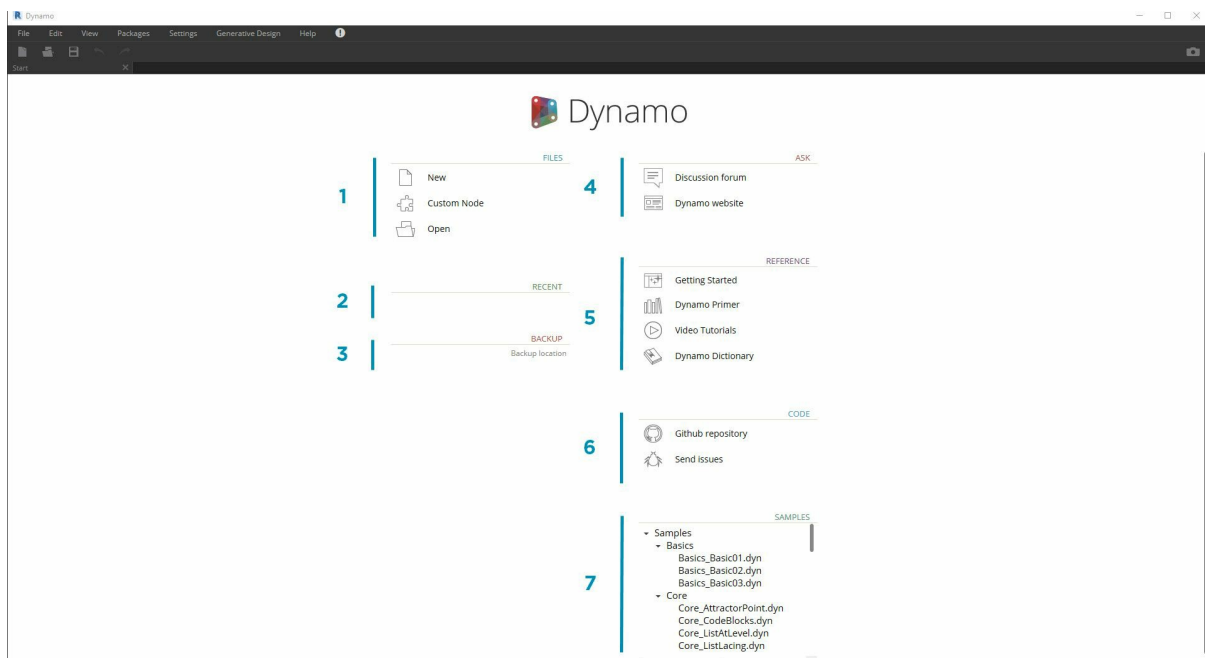 Dynamo
File Edit View Packages Settings Generative Design Help
Start
Dynamo
1
FILES
New
Custom Node
Open
2
RECENT
3
BACKUP
Backup location
4
ASK
Discussion forum
Dynamo website
5
REFERENCE
Getting Started
Dynamo Primer
Video Tutorials
Dynamo Dictionary
6
CODE
Github repository
Send issues
7
SAMPLES
Samples
Basics
Basics_Basic01.dyn
Basics_Basic02.dyn
Basics_Basic03.dyn
Core
Core_AttractorPoint.dyn
Core_CodeBlocks.dyn
Core_ListAtLevel.dyn
Core_ListLacing.dyn